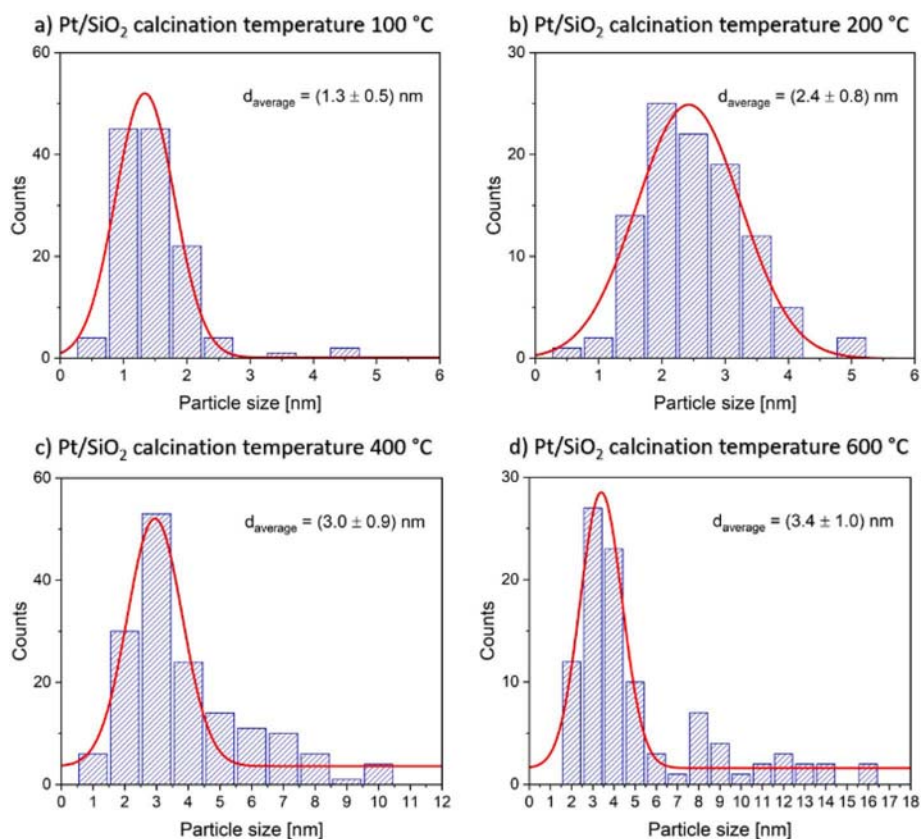 a) Pt/SiO₂ calcination temperature 100 °C
60
40
20
0
Counts
d_average = (1.3 ± 0.5) nm
0 1 2 3 4 5 6
Particle size [nm]
b) Pt/SiO₂ calcination temperature 200 °C
30
20
10
0
Counts
d_average = (2.4 ± 0.8) nm
0 1 2 3 4 5 6
Particle size [nm]
c) Pt/SiO₂ calcination temperature 400 °C
60
40
20
0
Counts
d_average = (3.0 ± 0.9) nm
0 1 2 3 4 5 6 7 8 9 10 11 12
Particle size [nm]
d) Pt/SiO₂ calcination temperature 600 °C
30
20
10
0
Counts
d_average = (3.4 ± 1.0) nm
0 1 2 3 4 5 6 7 8 9 10 11 12 13 14 15 16 17 18
Particle size [nm]